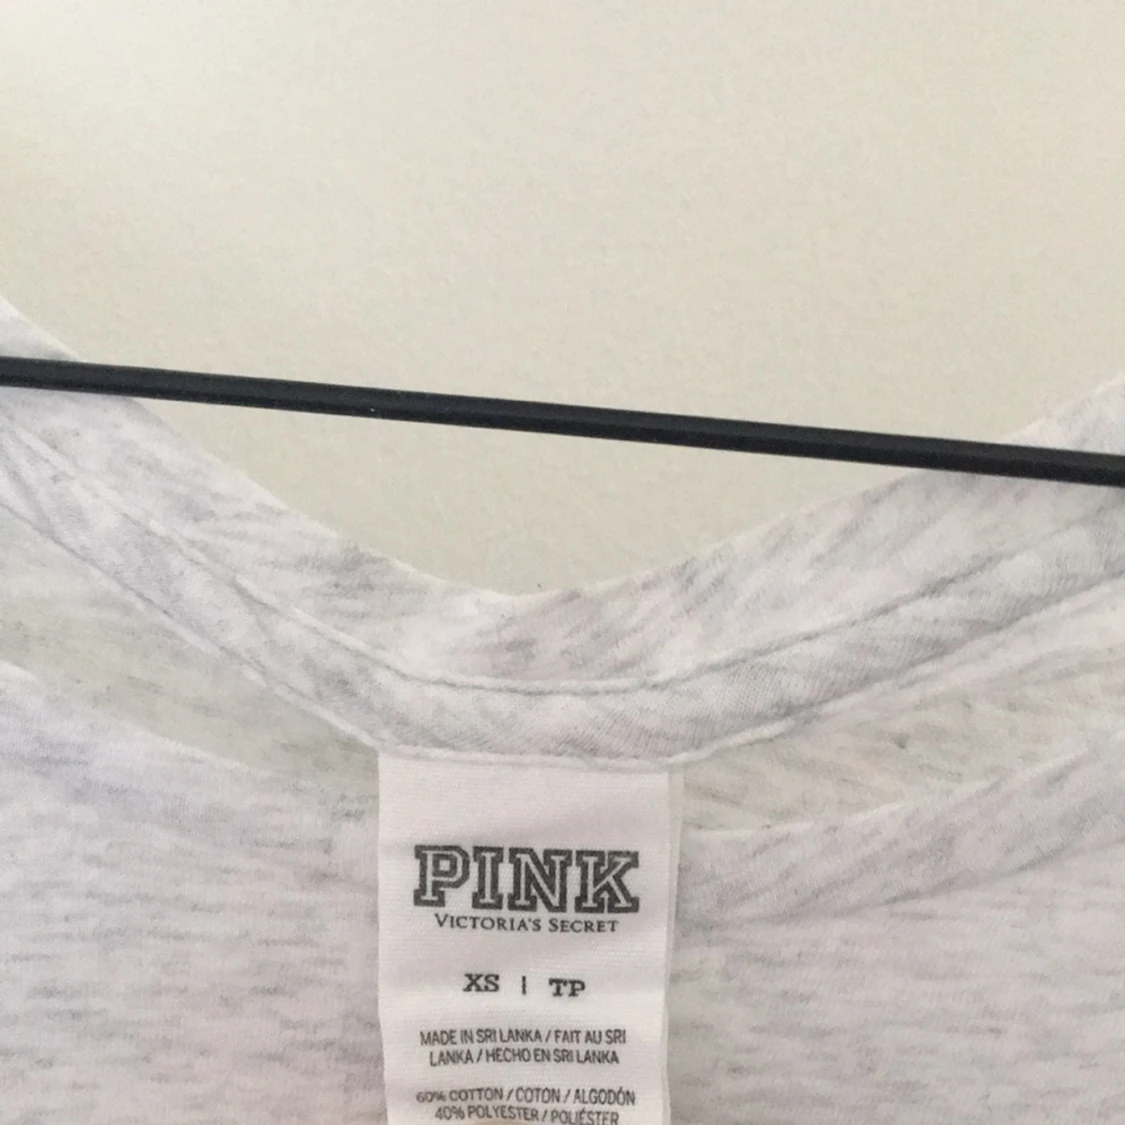 PINK
VICTORIA'S SECRET
XS | TP
MADE IN SRI LANKA / FAIT AU SRI
LANKA / HECHO EN SRI LANKA
60% COTTON / COTON / ALGODÓN
40% POLYESTER / POLIÉSTER